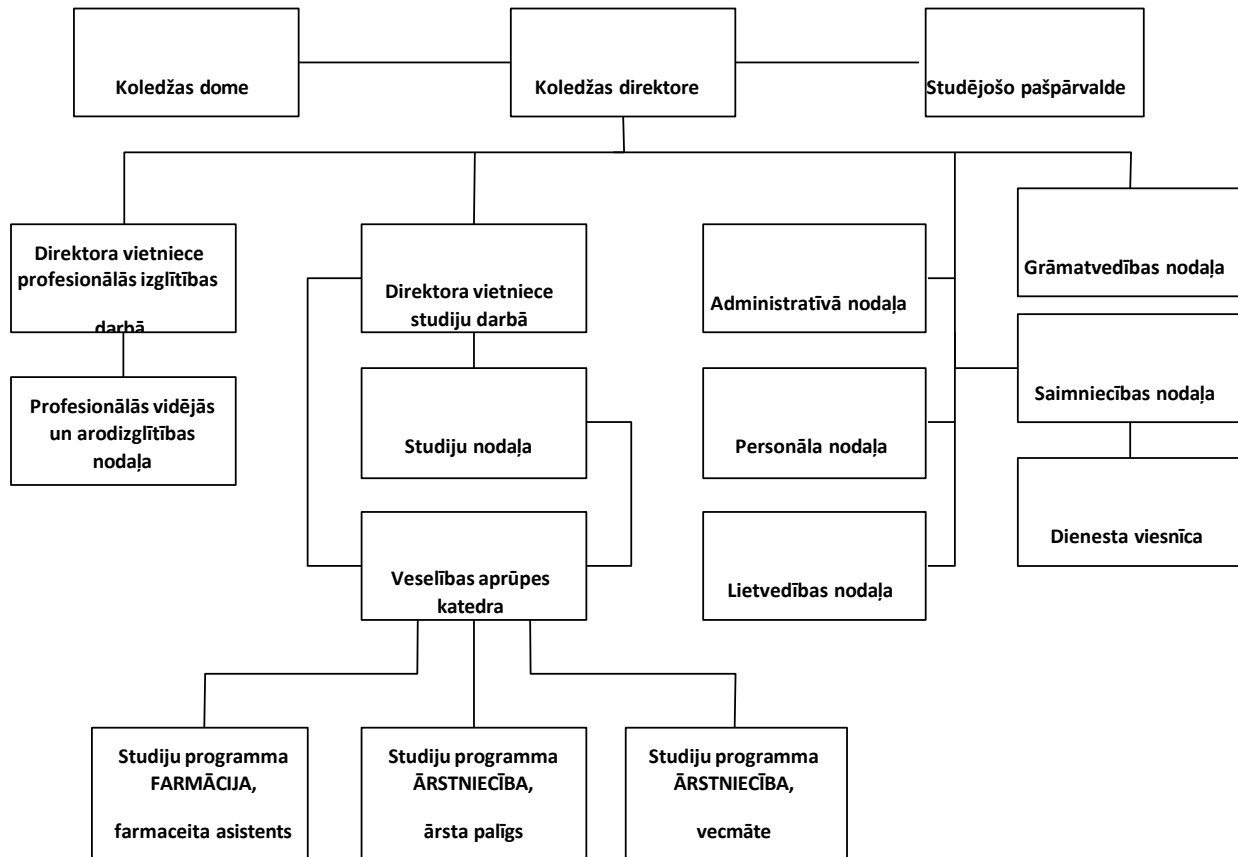 Koledžas dome
Koledžas direktore
Studējošo pašpārvalde
Direktora vietniece
profesionālās izglītības
darbā
Direktora vietniece
studiju darbā
Administratīvā nodaļa
Grāmatvedības nodaļa
Profesionālās vidējās
un arodizglītības
nodaļa
Studiju nodaļa
Personāla nodaļa
Saimniecības nodaļa
Veselības aprūpes
katedra
Lietvedības nodaļa
Dienesta viesnīca
Studiju programma
FARMĀCIJA,
farmaceita asistents
Studiju programma
ĀRSTNIECĪBA,
ārsta palīgs
Studiju programma
ĀRSTNIECĪBA,
vecmāte